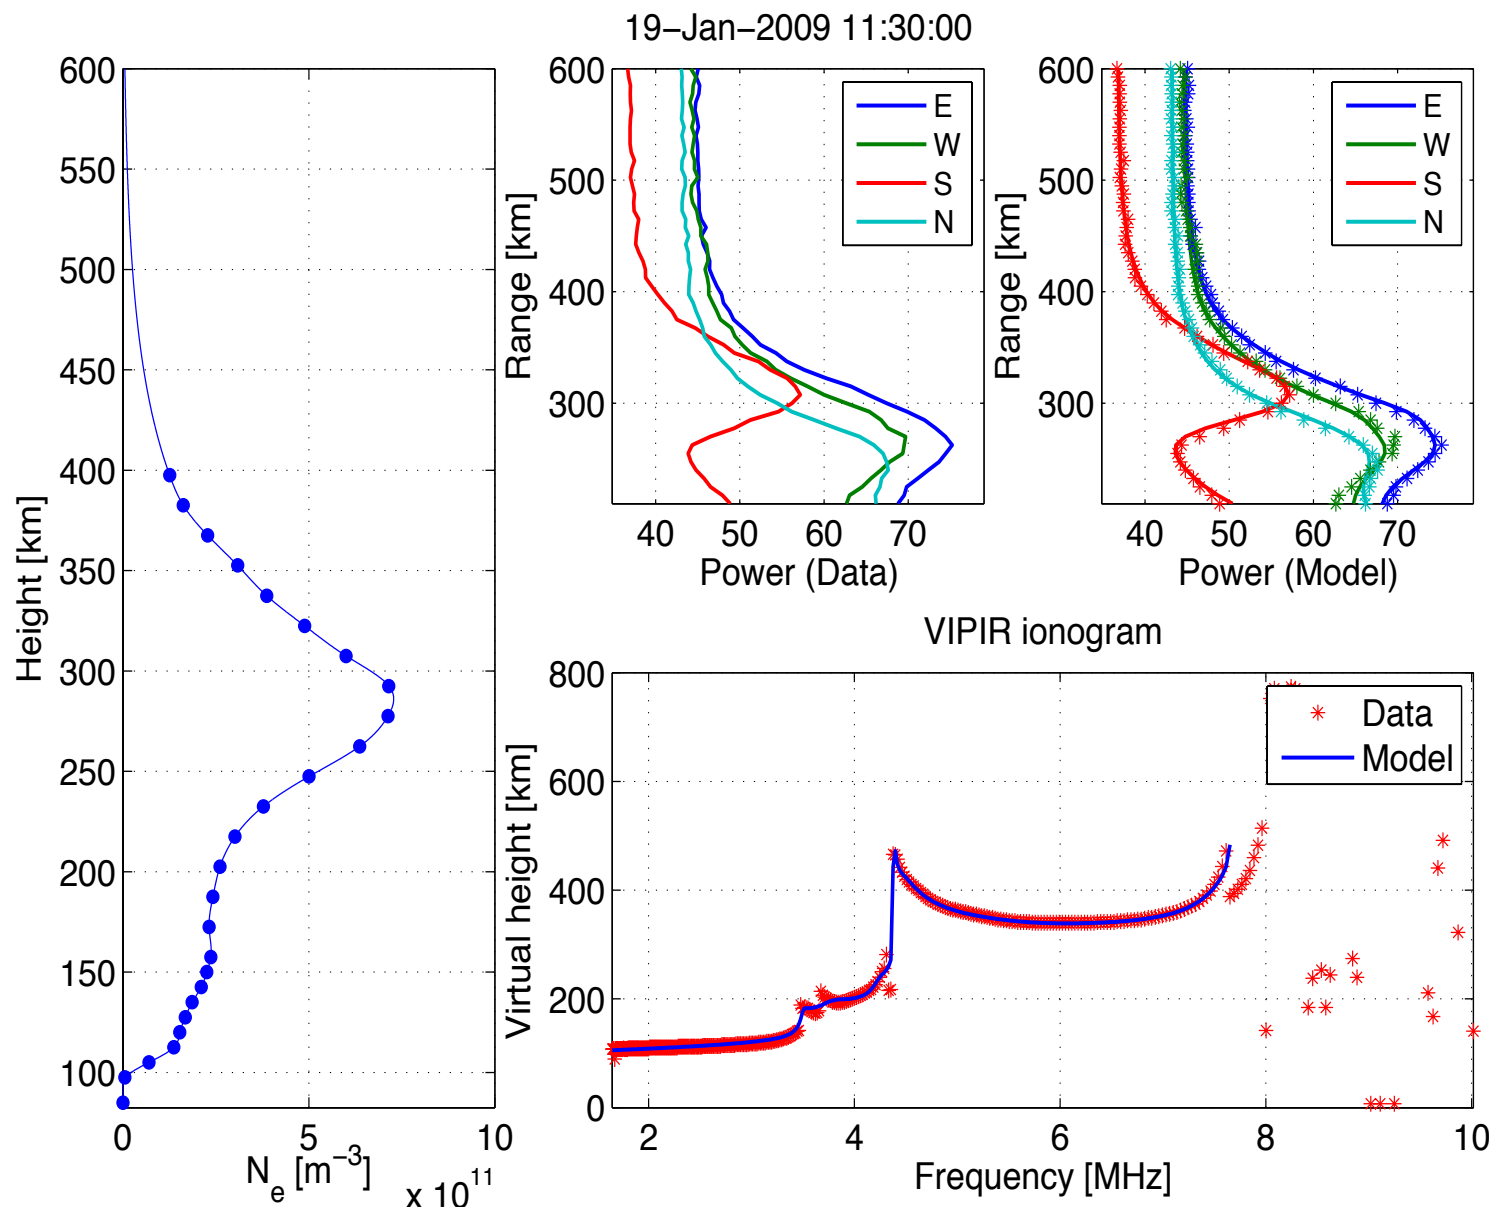 19−Jan−2009 11:30:00
600
550
500
450
400
350
300
250
200
150
100
Height [km]
0
5
10
N_e [m^−3]
x 10^11
600
500
400
300
Range [km]
E
W
S
N
40
50
60
70
Power (Data)
600
500
400
300
Range [km]
E
W
S
N
40
50
60
70
Power (Model)
VIPIR ionogram
800
600
400
200
0
Virtual height [km]
Data
Model
2
4
6
8
10
Frequency [MHz]